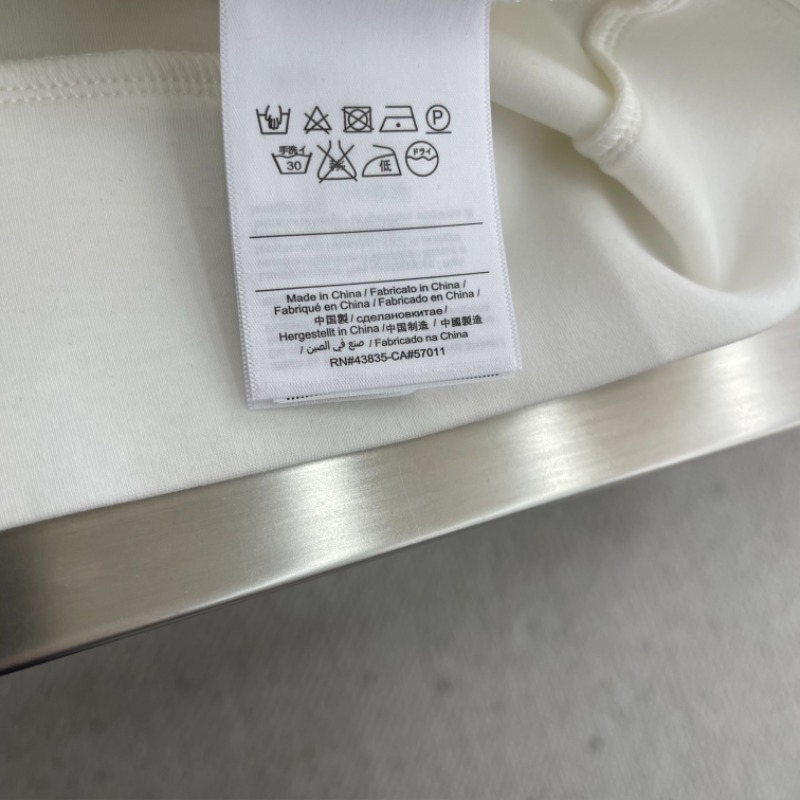 P
手洗イ 30 低 ドライ
Made in China / Fabricato in China /
Fabriqué en China / Fabricado en China /
中国製 / сделановкитае /
Hergestellt in China /中国制造 / 中國製造
/ صنع في الصين / Fabricado na China
RN#43835-CA#57011